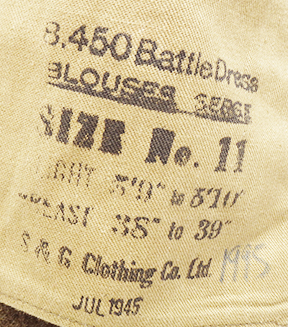 8,450 Battle Dress
BLOUSES SERGE
SIZE No. 11
HEIGHT 5'9" to 5'10"
BREAST 38" to 39"
S & G Clothing Co. Ltd.
1945
JUL 1945